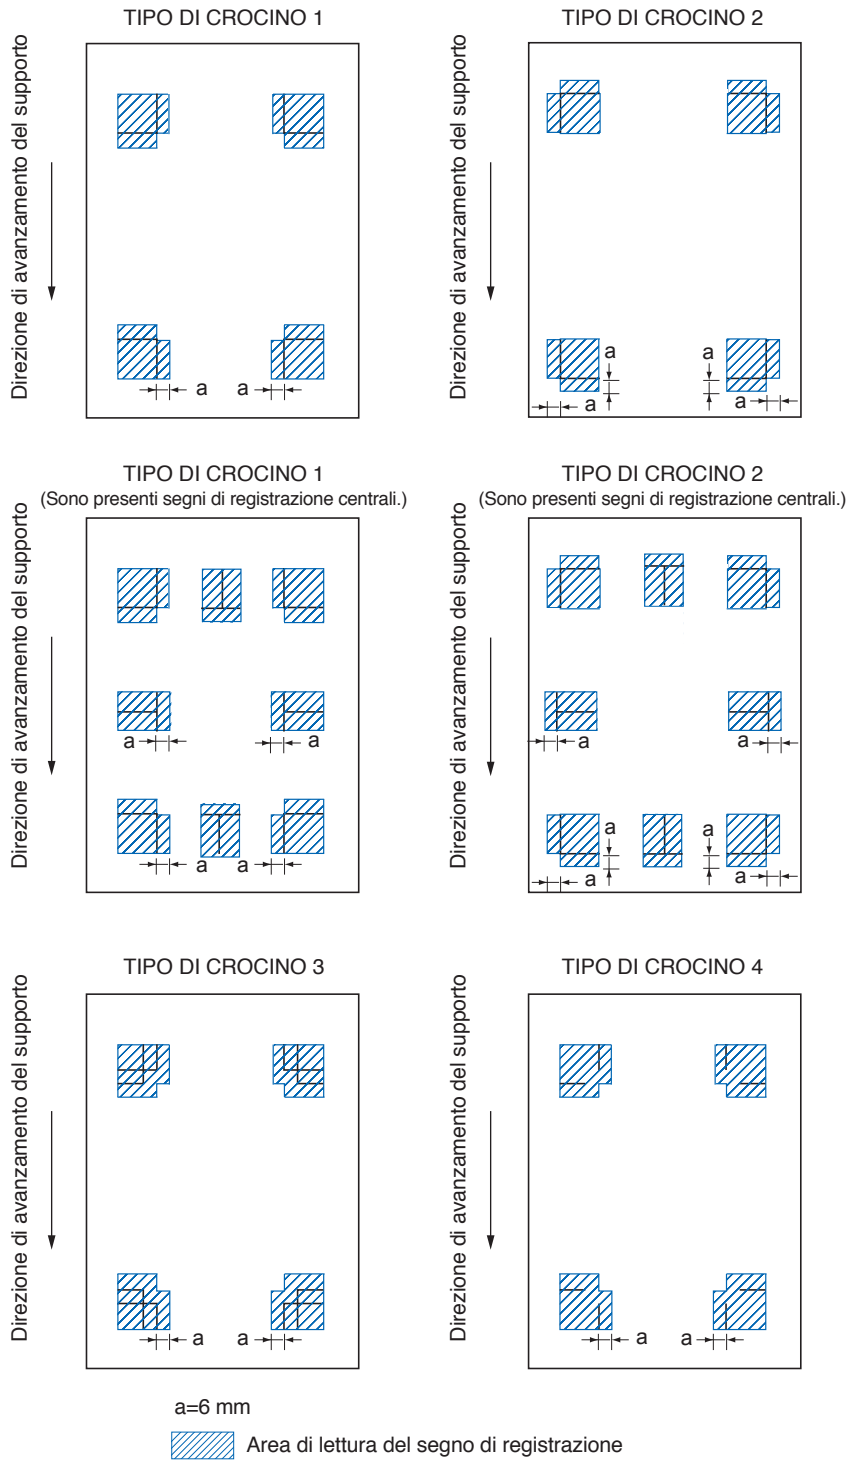 TIPO DI CROCINO 1
Direzione di avanzamento del supporto
a
a
TIPO DI CROCINO 2
Direzione di avanzamento del supporto
a
a
a
a
TIPO DI CROCINO 1
(Sono presenti segni di registrazione centrali.)
Direzione di avanzamento del supporto
a
a
a
a
TIPO DI CROCINO 2
(Sono presenti segni di registrazione centrali.)
Direzione di avanzamento del supporto
a
a
a
a
a
a
TIPO DI CROCINO 3
Direzione di avanzamento del supporto
a
a
TIPO DI CROCINO 4
Direzione di avanzamento del supporto
a
a
a=6 mm
Area di lettura del segno di registrazione